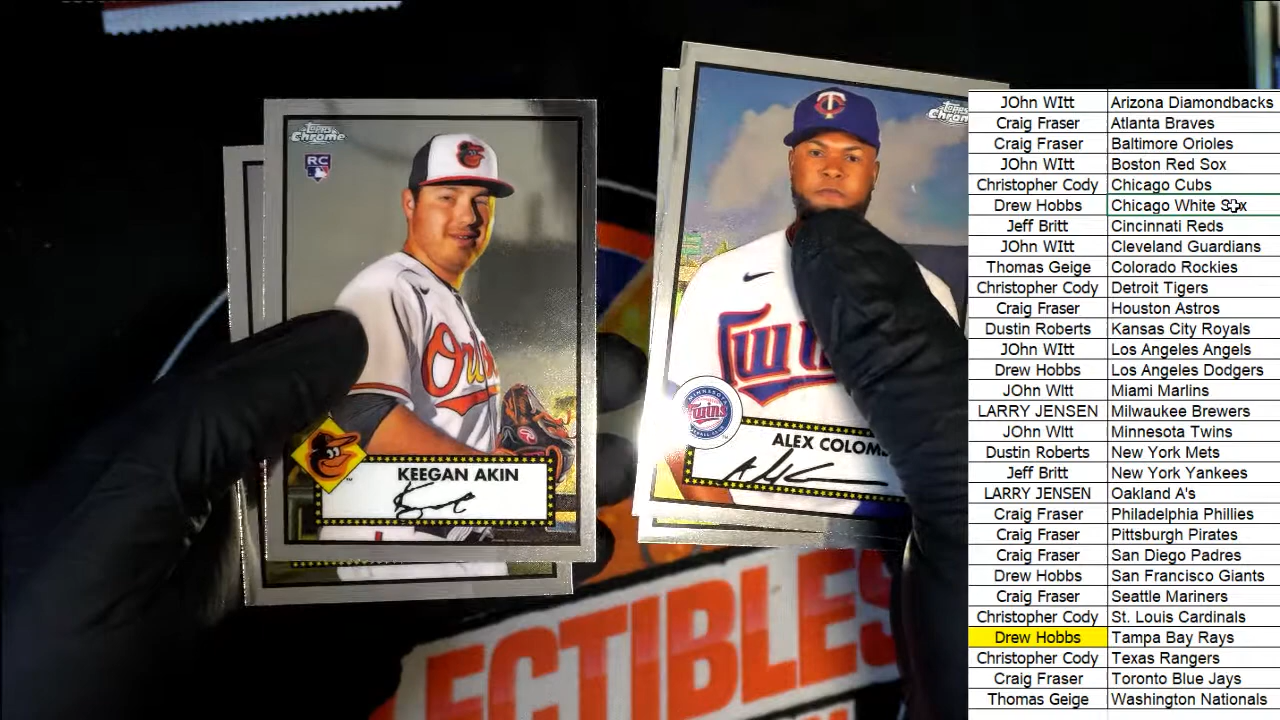 Topps
Chrome
RC
Orio
KEEGAN AKIN
Topps
Chrome
Twi
MINNESOTA
Twins
ALEX COLOM
ECTIBLES
JOhn WItt Arizona Diamondbacks
Craig Fraser Atlanta Braves
Craig Fraser Baltimore Orioles
JOhn WItt Boston Red Sox
Christopher Cody Chicago Cubs
Drew Hobbs Chicago White Sox
Jeff Britt Cincinnati Reds
JOhn WItt Cleveland Guardians
Thomas Geige Colorado Rockies
Christopher Cody Detroit Tigers
Craig Fraser Houston Astros
Dustin Roberts Kansas City Royals
JOhn WItt Los Angeles Angels
Drew Hobbs Los Angeles Dodgers
JOhn WItt Miami Marlins
LARRY JENSEN Milwaukee Brewers
JOhn WItt Minnesota Twins
Dustin Roberts New York Mets
Jeff Britt New York Yankees
LARRY JENSEN Oakland A's
Craig Fraser Philadelphia Phillies
Craig Fraser Pittsburgh Pirates
Craig Fraser San Diego Padres
Drew Hobbs San Francisco Giants
Craig Fraser Seattle Mariners
Christopher Cody St. Louis Cardinals
Drew Hobbs Tampa Bay Rays
Christopher Cody Texas Rangers
Craig Fraser Toronto Blue Jays
Thomas Geige Washington Nationals